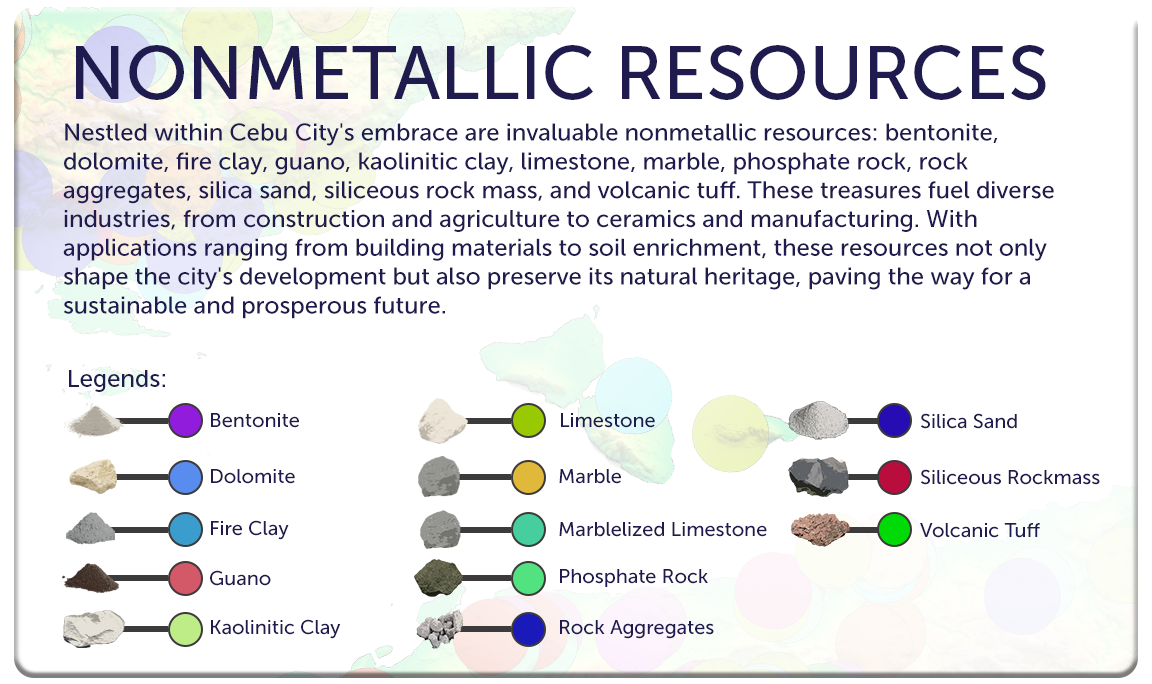 NONMETALLIC RESOURCES
Nestled within Cebu City's embrace are invaluable nonmetallic resources: bentonite,
dolomite, fire clay, guano, kaolinitic clay, limestone, marble, phosphate rock, rock
aggregates, silica sand, siliceous rock mass, and volcanic tuff. These treasures fuel diverse
industries, from construction and agriculture to ceramics and manufacturing. With
applications ranging from building materials to soil enrichment, these resources not only
shape the city's development but also preserve its natural heritage, paving the way for a
sustainable and prosperous future.
Legends:
Bentonite
Dolomite
Fire Clay
Guano
Kaolinitic Clay
Limestone
Marble
Marblelized Limestone
Phosphate Rock
Rock Aggregates
Silica Sand
Siliceous Rockmass
Volcanic Tuff